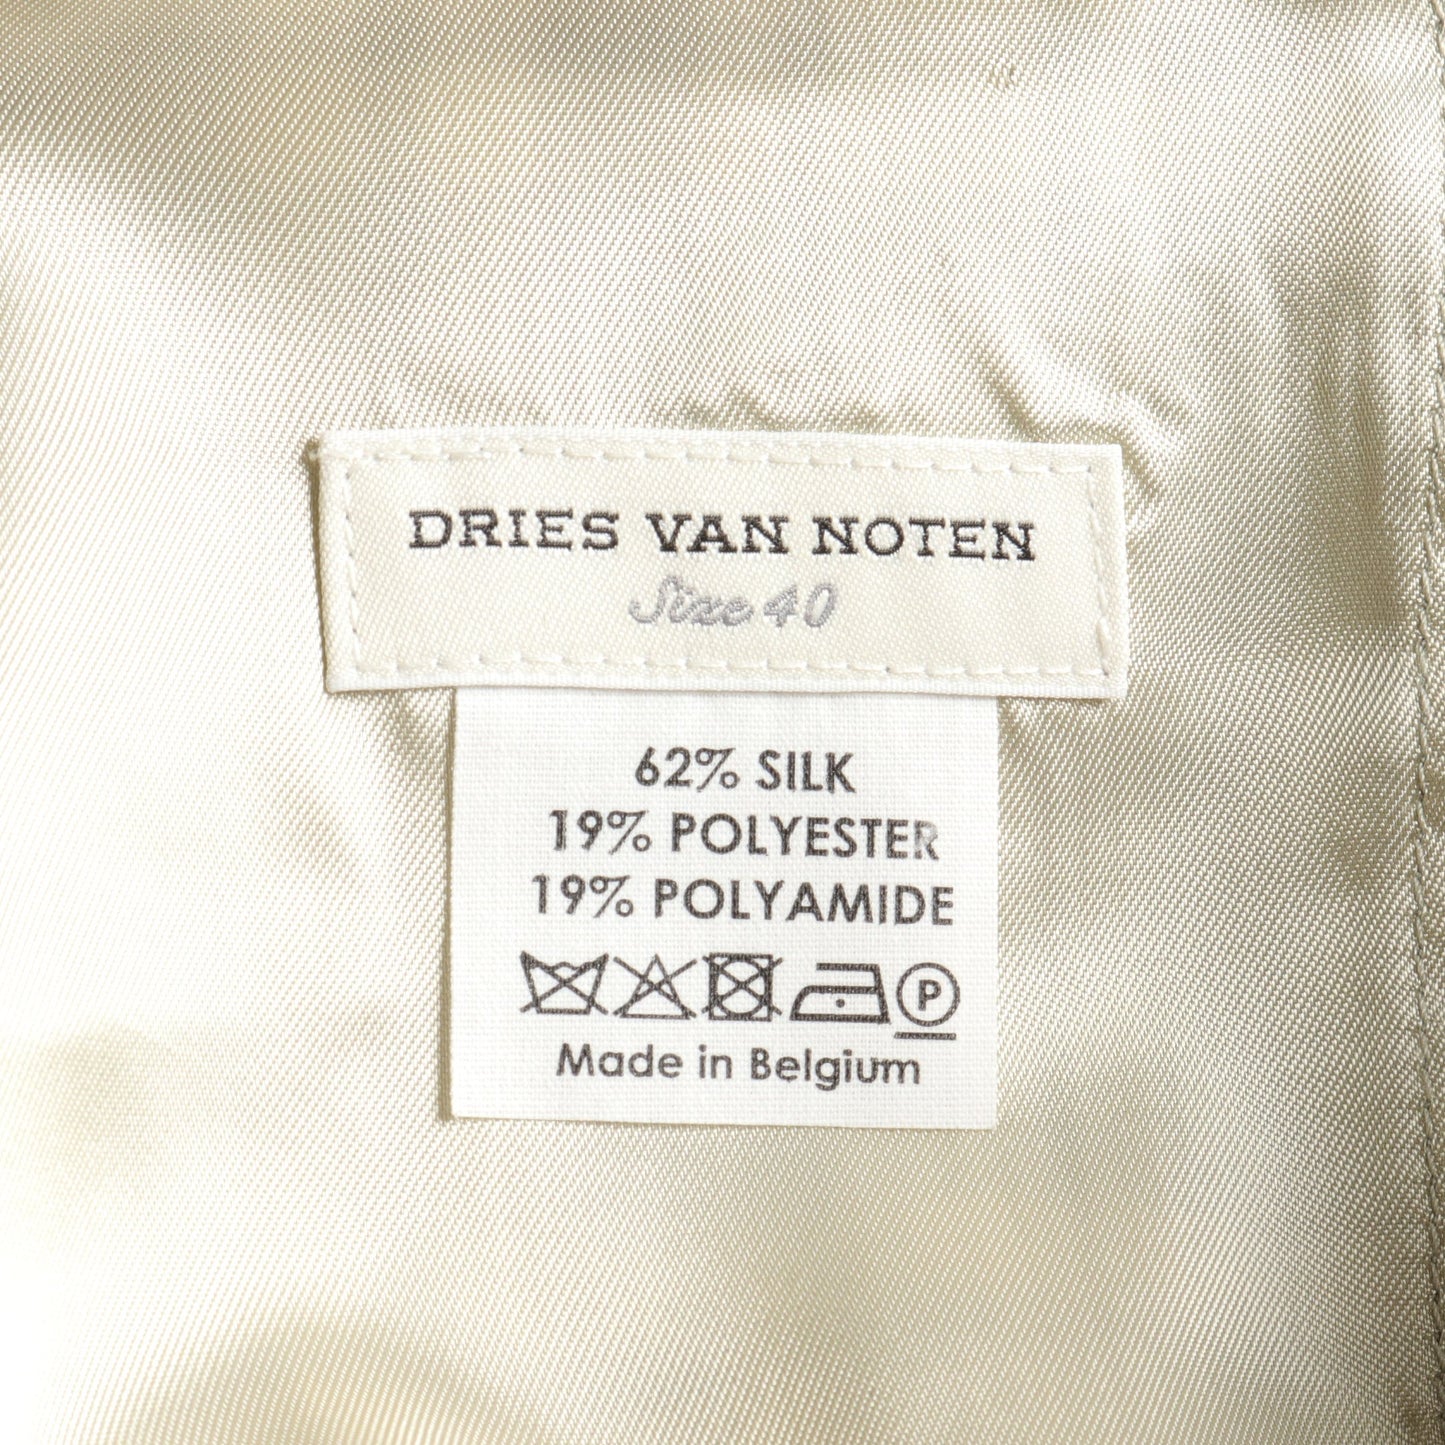 DRIES VAN NOTEN
Size 40
62% SILK
19% POLYESTER
19% POLYAMIDE
P
Made in Belgium